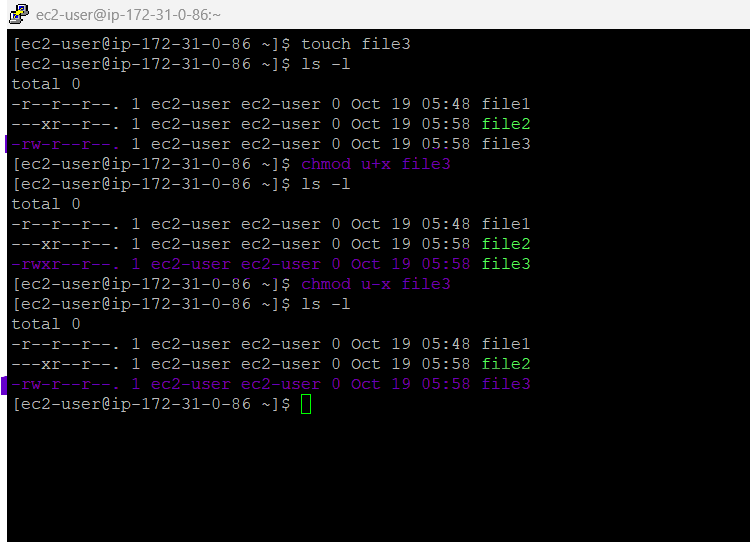 ec2-user@ip-172-31-0-86:~
[ec2-user@ip-172-31-0-86 ~]$ touch file3
[ec2-user@ip-172-31-0-86 ~]$ ls -l
total 0
-r--r--r--. 1 ec2-user ec2-user 0 Oct 19 05:48 file1
---xr--r--. 1 ec2-user ec2-user 0 Oct 19 05:58 file2
-rw-r--r--. 1 ec2-user ec2-user 0 Oct 19 05:58 file3
[ec2-user@ip-172-31-0-86 ~]$ chmod u+x file3
[ec2-user@ip-172-31-0-86 ~]$ ls -l
total 0
-r--r--r--. 1 ec2-user ec2-user 0 Oct 19 05:48 file1
---xr--r--. 1 ec2-user ec2-user 0 Oct 19 05:58 file2
-rwxr--r--. 1 ec2-user ec2-user 0 Oct 19 05:58 file3
[ec2-user@ip-172-31-0-86 ~]$ chmod u-x file3
[ec2-user@ip-172-31-0-86 ~]$ ls -l
total 0
-r--r--r--. 1 ec2-user ec2-user 0 Oct 19 05:48 file1
---xr--r--. 1 ec2-user ec2-user 0 Oct 19 05:58 file2
-rw-r--r--. 1 ec2-user ec2-user 0 Oct 19 05:58 file3
[ec2-user@ip-172-31-0-86 ~]$